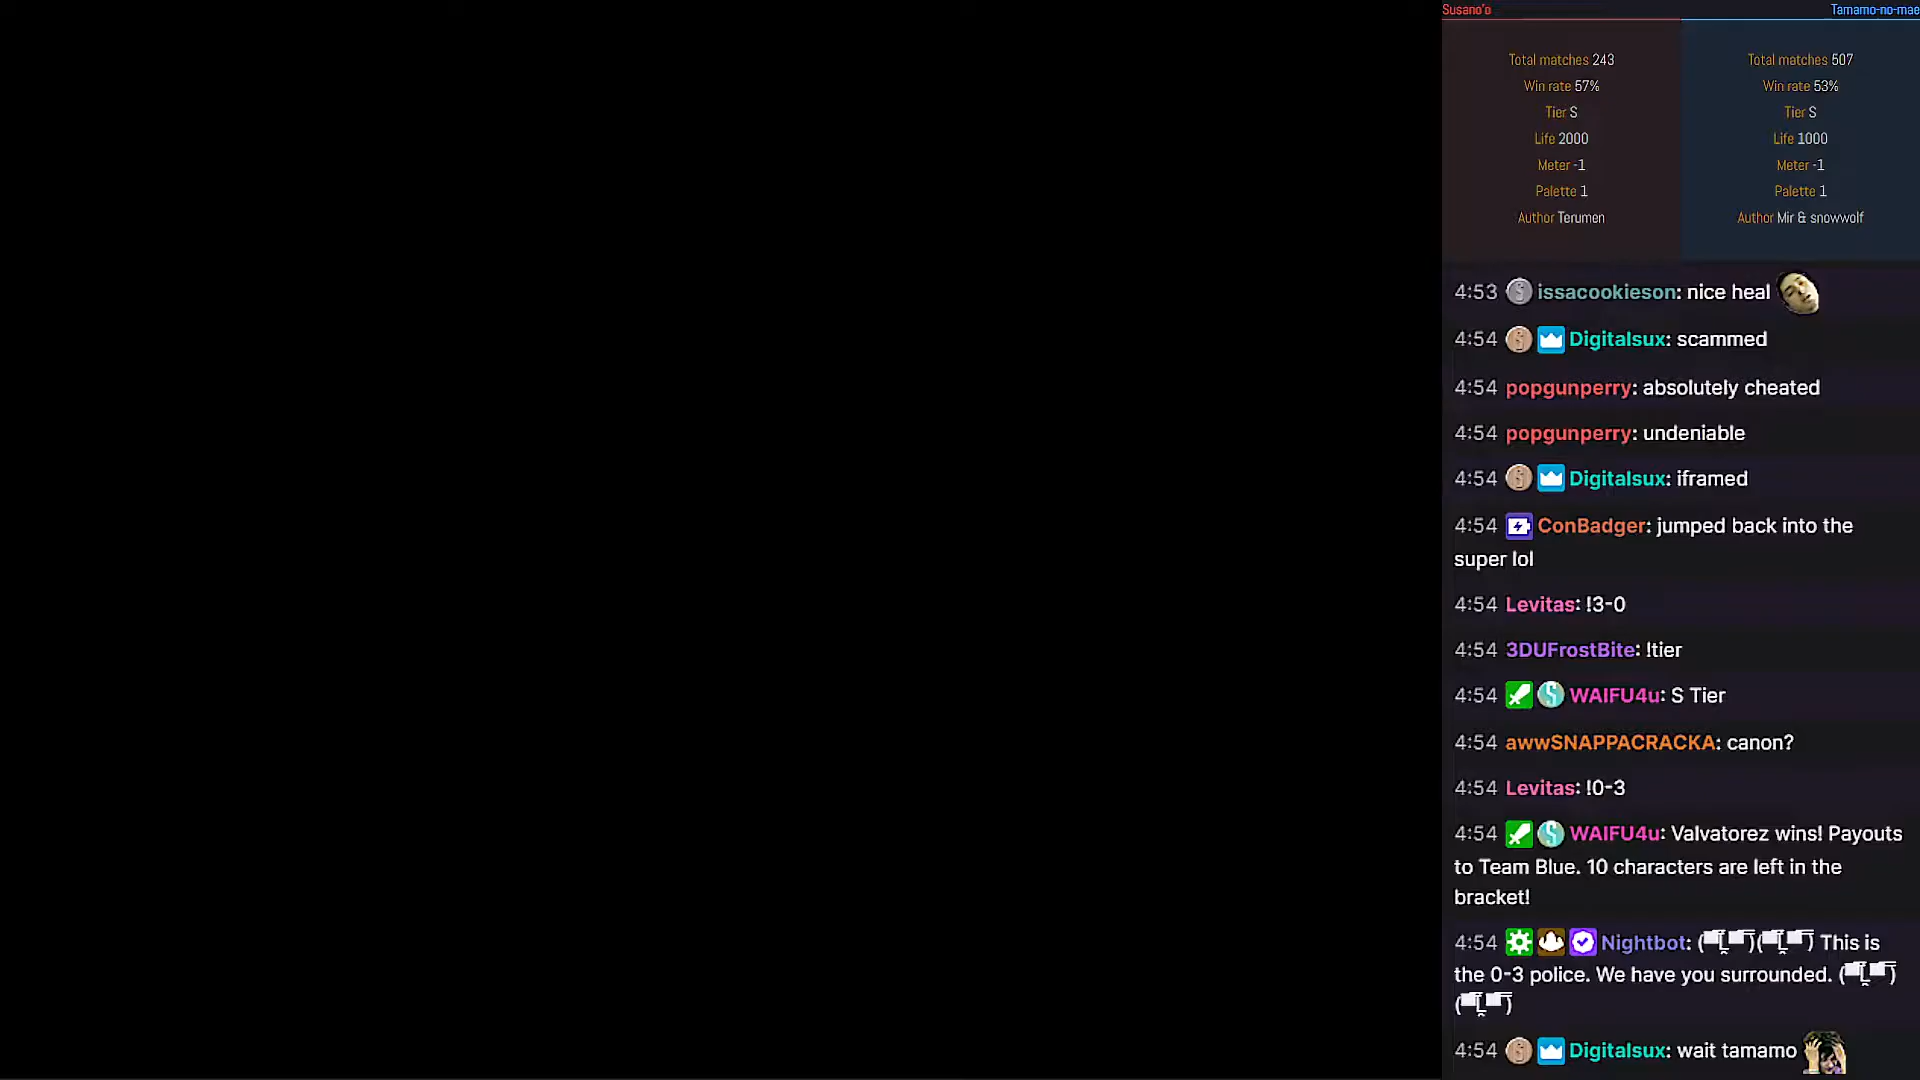 Susano'o
Tamamo-no-mae
Total matches 243
Win rate 57%
Tier S
Life 2000
Meter -1
Palette 1
Author Terumen
Total matches 507
Win rate 53%
Tier S
Life 1000
Meter -1
Palette 1
Author Mir & snowwolf
4:53 issacookieson: nice heal
4:54 Digitalsux: scammed
4:54 popgunperry: absolutely cheated
4:54 popgunperry: undeniable
4:54 Digitalsux: iframed
4:54 ConBadger: jumped back into the
super lol
4:54 Levitas: !3-0
4:54 3DUFrostBite: !tier
4:54 WAIFU4u: S Tier
4:54 awwSNAPPACRACKA: canon?
4:54 Levitas: !0-3
4:54 WAIFU4u: Valvatorez wins! Payouts
to Team Blue. 10 characters are left in the
bracket!
4:54 Nightbot: (▀̿Ĺ̯▀̿ ̿)(▀̿Ĺ̯▀̿ ̿) This is
the 0-3 police. We have you surrounded. (▀̿Ĺ̯▀̿ ̿)
(▀̿Ĺ̯▀̿ ̿)
4:54 Digitalsux: wait tamamo